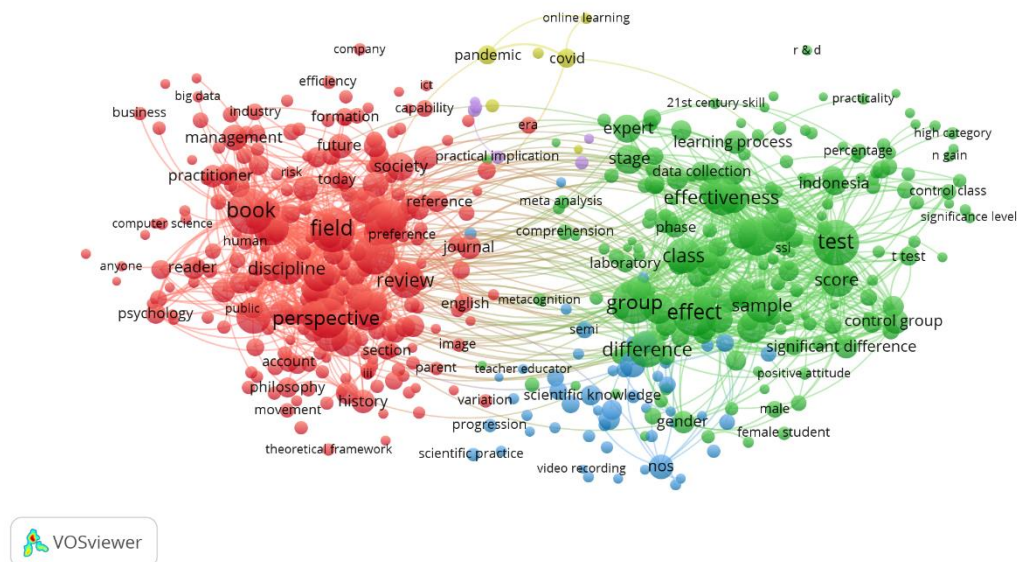 online learning
company
pandemic
covid
r & d
efficiency
ict
big data
business
industry
formation
capability
21st century skill
practicality
management
future
era
expert
learning process
high category
percentage
practitioner
risk
today
society
practical implication
stage
data collection
n gain
indonesia
control class
book
reference
meta analysis
effectiveness
significance level
computer science
field
preference
comprehension
phase
human
journal
class
ssi
test
t test
anyone
reader
discipline
review
laboratory
score
psychology
public
perspective
english
metacognition
group
effect
sample
control group
semi
image
section
difference
significant difference
account
iii
parent
teacher educator
positive attitude
philosophy
history
variation
scientific knowledge
movement
progression
gender
male
female student
theoretical framework
scientific practice
video recording
nos
VOSviewer